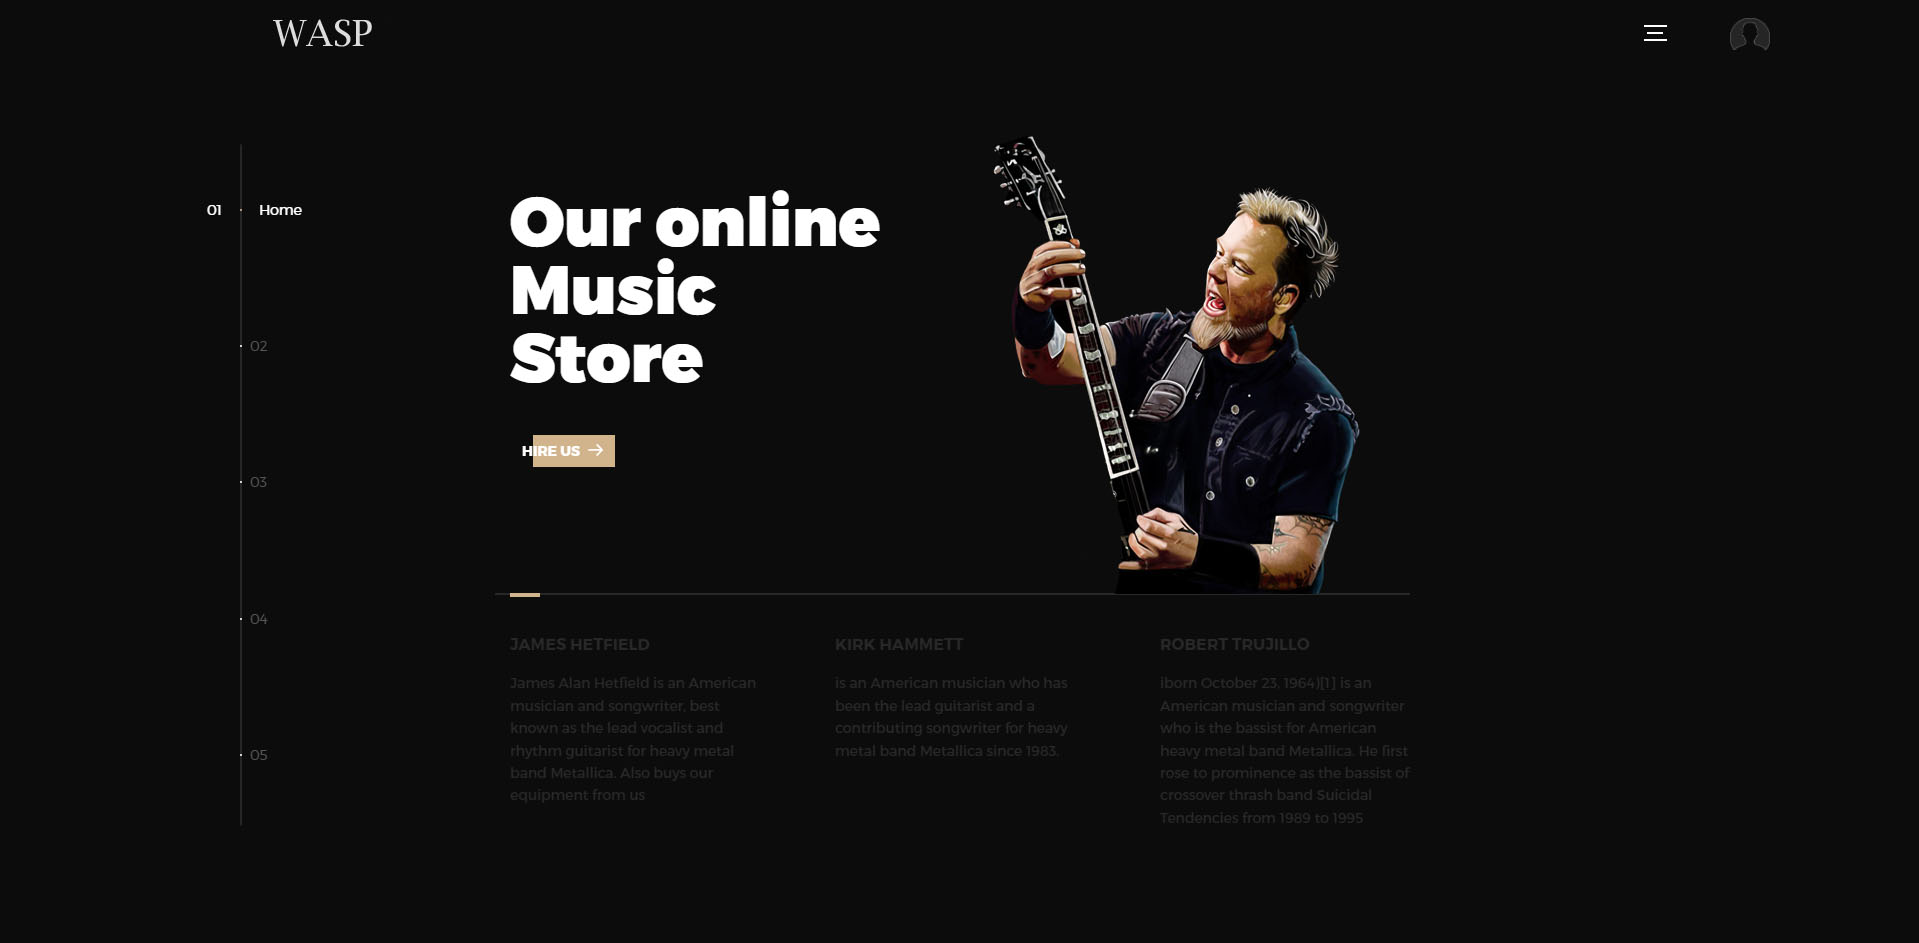 WASP
01 Home
02
03
04
05
Our online
Music
Store
HIRE US
JAMES HETFIELD
James Alan Hetfield is an American
musician and songwriter, best
known as the lead vocalist and
rhythm guitarist for heavy metal
band Metallica. Also buys our
equipment from us
KIRK HAMMETT
is an American musician who has
been the lead guitarist and a
contributing songwriter for heavy
metal band Metallica since 1983.
ROBERT TRUJILLO
iborn October 23, 1964)[1] is an
American musician and songwriter
who is the bassist for American
heavy metal band Metallica. He first
rose to prominence as the bassist of
crossover thrash band Suicidal
Tendencies from 1989 to 1995